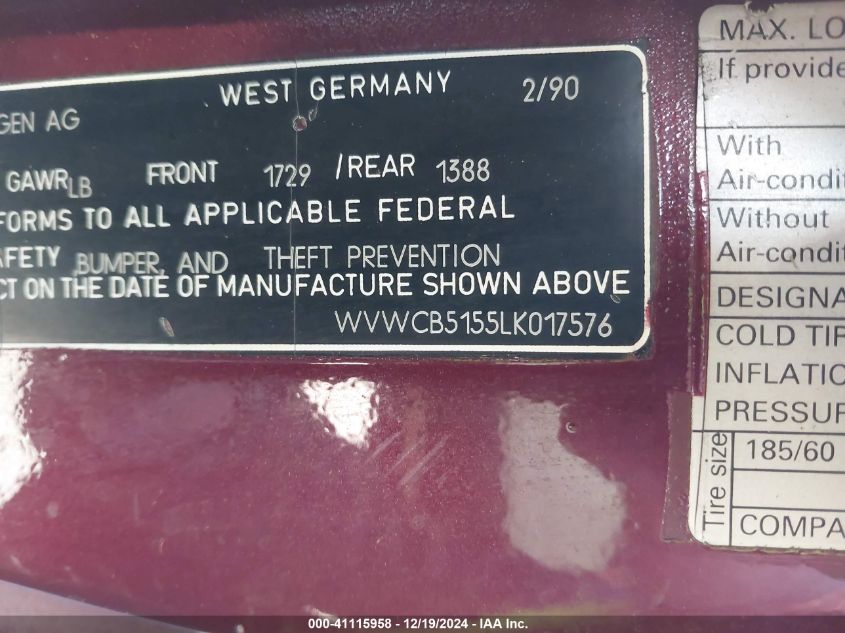 WEST GERMANY 2/90
GEN AG
GAWR LB FRONT 1729 /REAR 1388
FORMS TO ALL APPLICABLE FEDERAL
AFETY BUMPER, AND THEFT PREVENTION
CT ON THE DATE OF MANUFACTURE SHOWN ABOVE
WVWCB5155LK017576
MAX. LO
If provide
With
Air-condit
Without
Air-condit
DESIGNA
COLD TIR
INFLATIO
PRESSUR
Tire size
185/60
COMPA
000-41115958 - 12/19/2024 - IAA Inc.